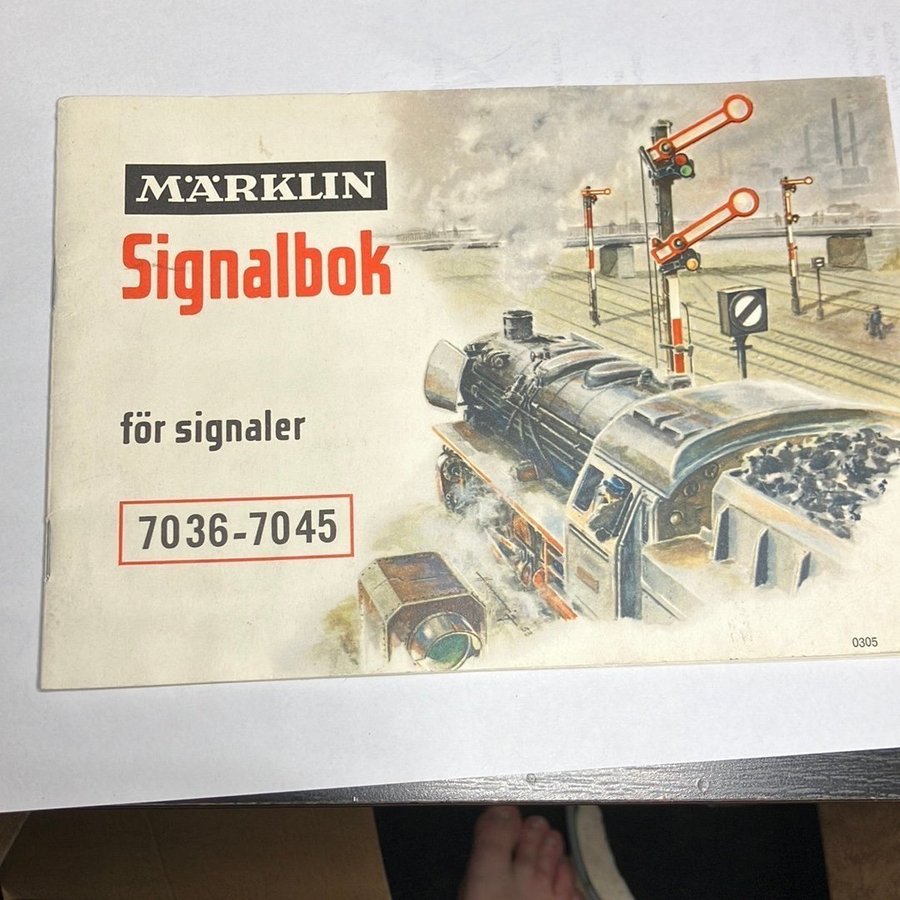 MÄRKLIN
Signalbok
för signaler
7036-7045
0305